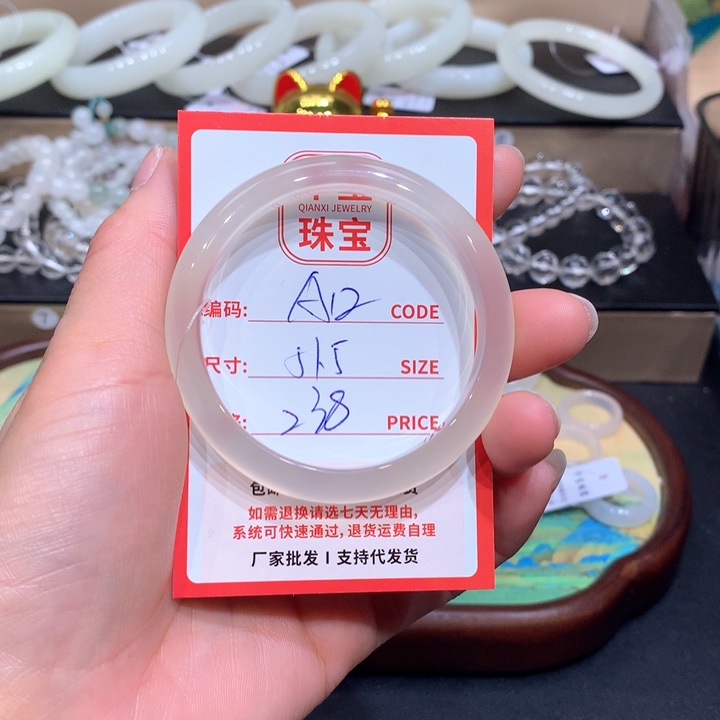 QIANXI JEWELRY
珠宝
编码: A12 CODE
尺寸: 51.5 SIZE
238 PRICE
如需退换请选七天无理由,
系统可快速通过,退货运费自理
厂家批发 I 支持代发货